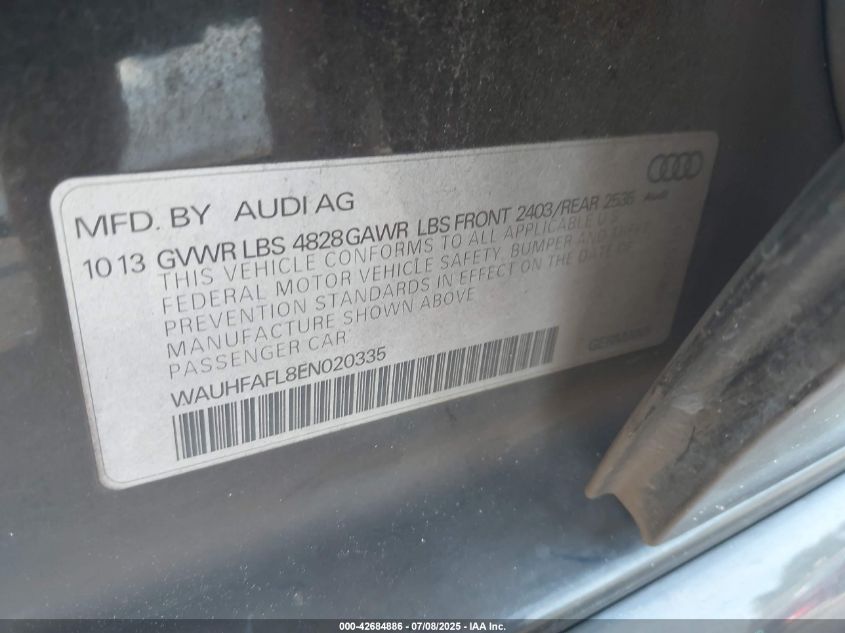 MFD. BY AUDI AG
Audi
10 13 GVWR LBS 4828 GAWR LBS FRONT 2403/REAR 2535
THIS VEHICLE CONFORMS TO ALL APPLICABLE U.S.
FEDERAL MOTOR VEHICLE SAFETY, BUMPER AND THEFT
PREVENTION STANDARDS IN EFFECT ON THE DATE OF
MANUFACTURE SHOWN ABOVE
PASSENGER CAR
GERMANY
WAUHFAFL8EN020335
000-42684886 - 07/08/2025 - IAA Inc.